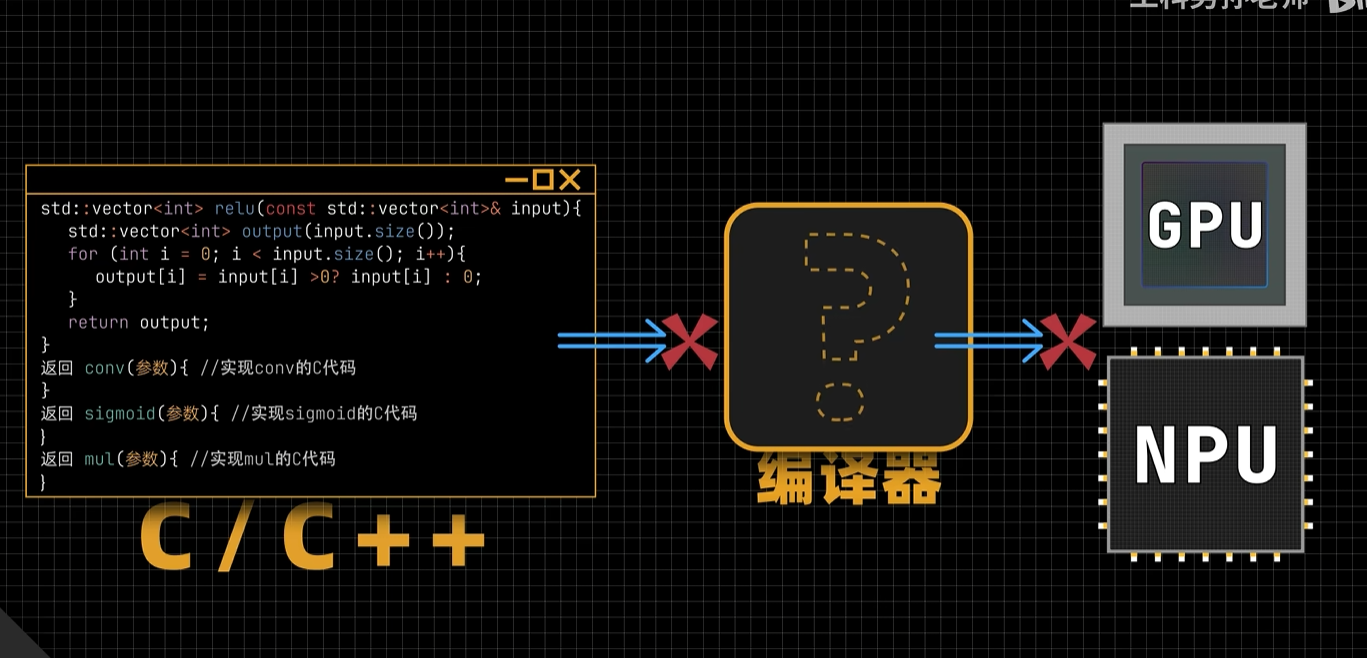 std::vector<int> relu(const std::vector<int>& input){
std::vector<int> output(input.size());
for (int i = 0; i < input.size(); i++){
output[i] = input[i] >0? input[i] : 0;
}
return output;
}
返回 conv(参数){ //实现conv的C代码
}
返回 sigmoid(参数){ //实现sigmoid的C代码
}
返回 mul(参数){ //实现mul的C代码
}
C/C++
?
编译器
GPU
NPU